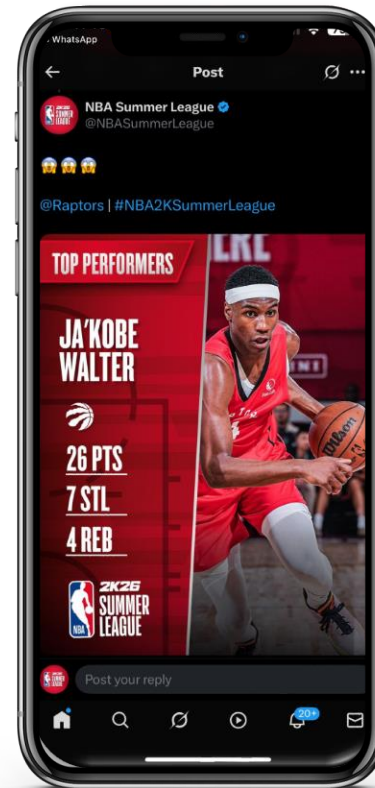 WhatsApp
Post
NBA Summer League
@NBASummerLeague
😱😱😱
@Raptors | #NBA2KSummerLeague
TOP PERFORMERS
JA'KOBE
WALTER
26 PTS
7 STL
4 REB
2K26
SUMMER
LEAGUE
NBA
Wilson
Post your reply
20+